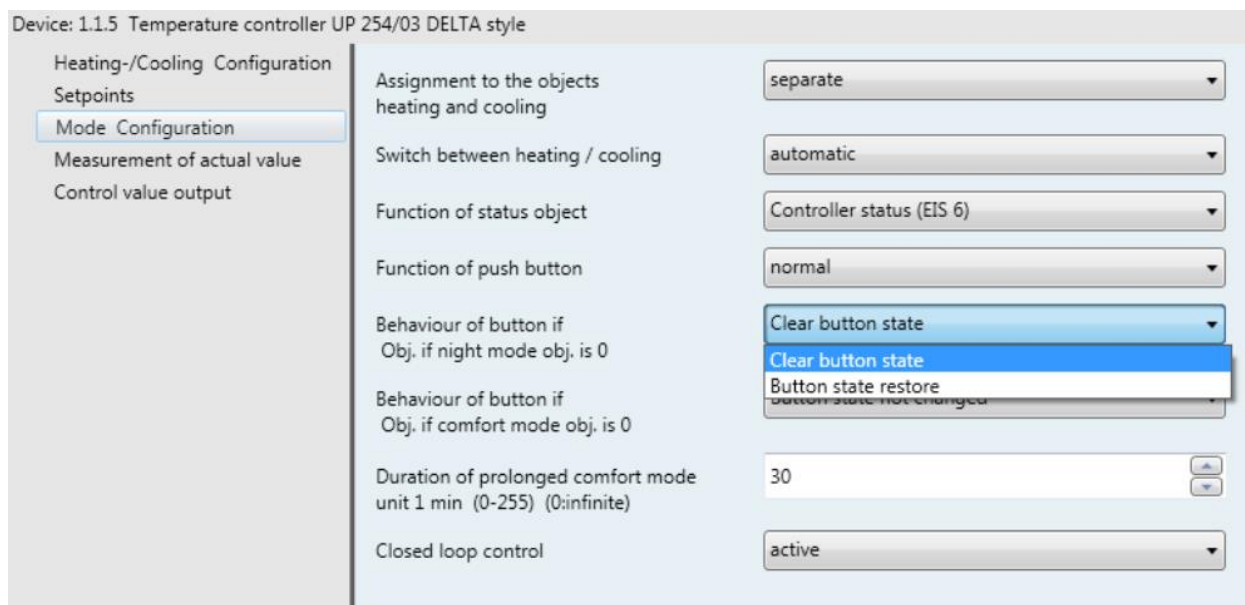 Device: 1.1.5 Temperature controller UP 254/03 DELTA style
Heating-/Cooling Configuration
Setpoints
Mode Configuration
Measurement of actual value
Control value output
Assignment to the objects
heating and cooling
separate
Switch between heating / cooling
automatic
Function of status object
Controller status (EIS 6)
Function of push button
normal
Behaviour of button if
Obj. if night mode obj. is 0
Clear button state
Clear button state
Button state restore
Behaviour of button if
Obj. if comfort mode obj. is 0
Button state not changed
Duration of prolonged comfort mode
unit 1 min (0-255) (0:infinite)
30
Closed loop control
active